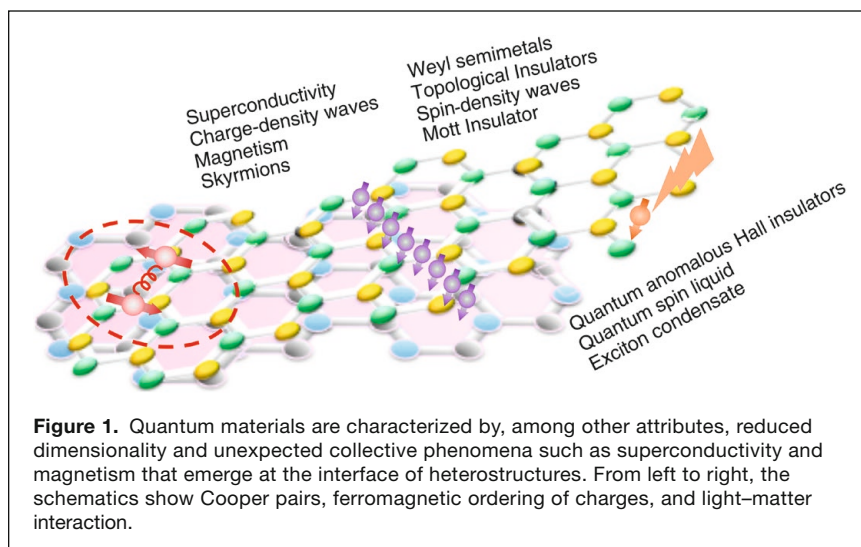 Superconductivity
Charge-density waves
Magnetism
Skyrmions
Weyl semimetals
Topological Insulators
Spin-density waves
Mott Insulator
Quantum anomalous Hall insulators
Quantum spin liquid
Exciton condensate
Figure 1. Quantum materials are characterized by, among other attributes, reduced
dimensionality and unexpected collective phenomena such as superconductivity and
magnetism that emerge at the interface of heterostructures. From left to right, the
schematics show Cooper pairs, ferromagnetic ordering of charges, and light–matter
interaction.